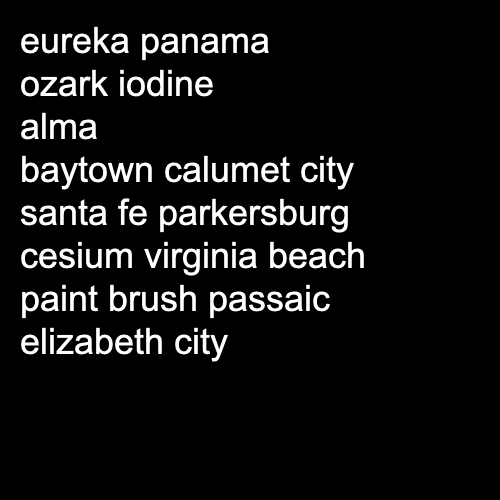 eureka panama
ozark iodine
alma
baytown calumet city
santa fe parkersburg
cesium virginia beach
paint brush passaic
elizabeth city